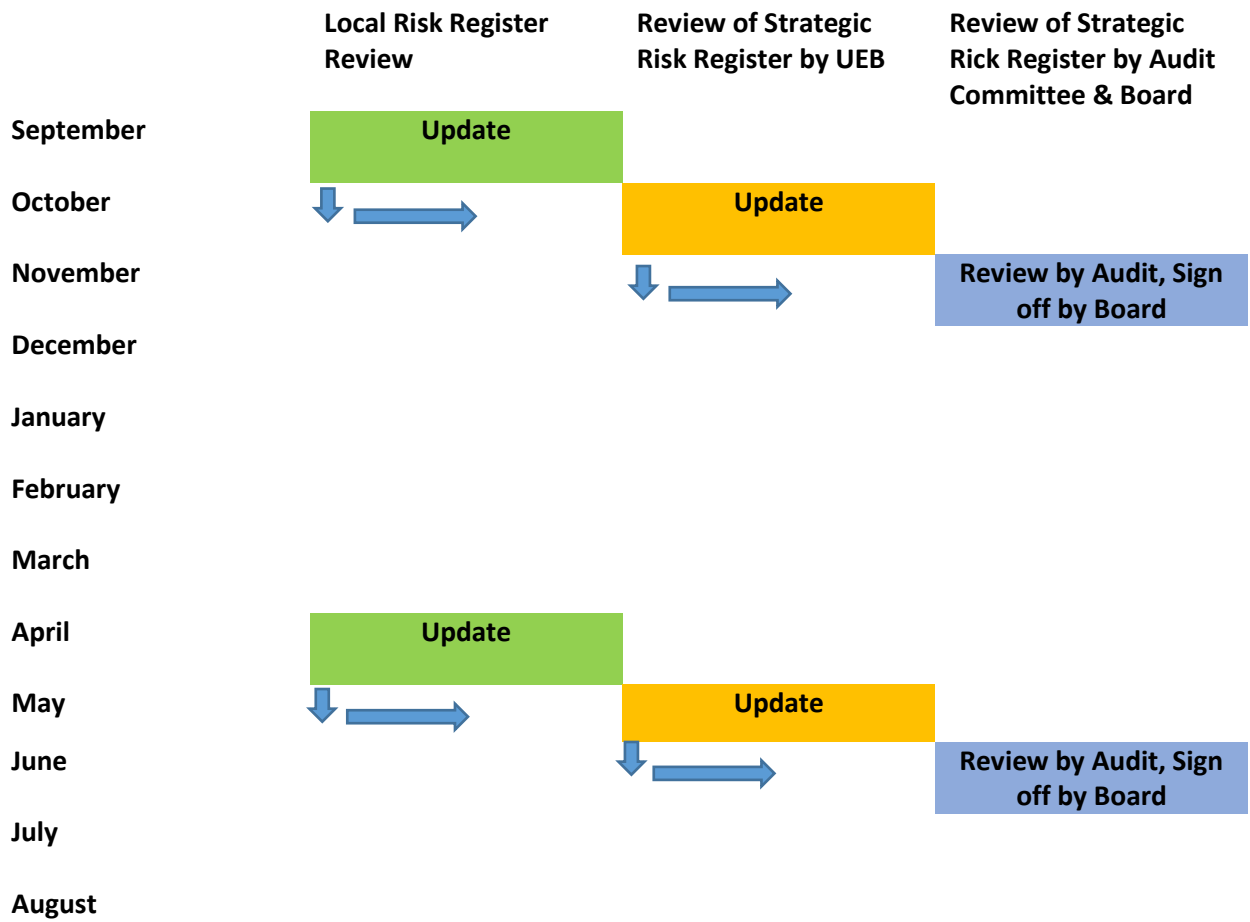 Local Risk Register
Review
Review of Strategic
Risk Register by UEB
Review of Strategic
Rick Register by Audit
Committee & Board
September
Update
October
Update
November
Review by Audit, Sign
off by Board
December
January
February
March
April
Update
May
Update
June
Review by Audit, Sign
off by Board
July
August